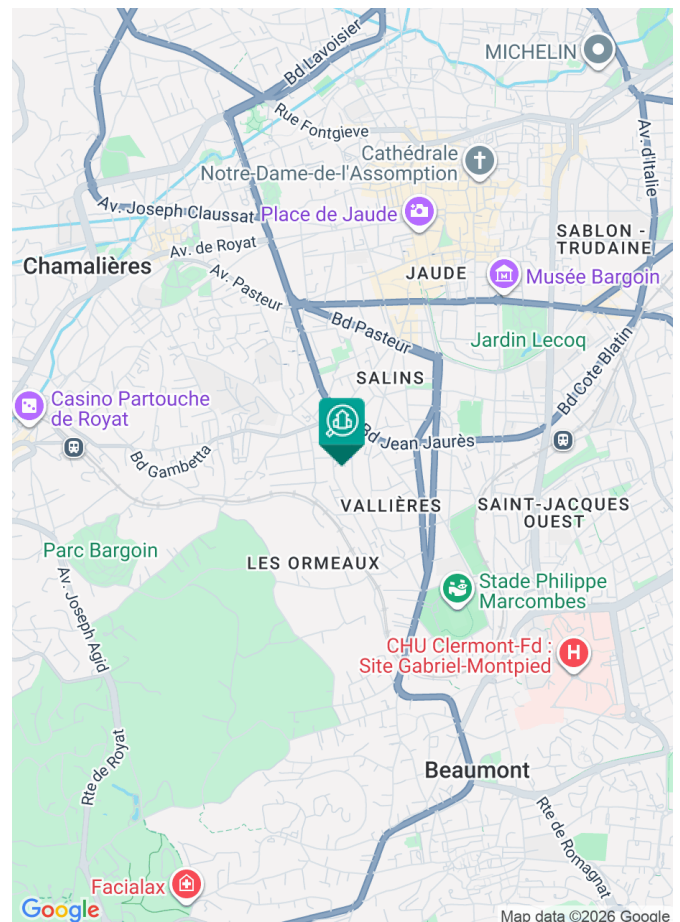 MICHELIN
Bd Lavoisier
Rue Fontgieve
Av. d'Italie
Cathédrale
Notre-Dame-de-l'Assomption
Av. Joseph Claussat
Place de Jaude
SABLON -
TRUDAINE
Av. de Royat
Chamalières
JAUDE
Musée Bargoin
Av. Pasteur
Bd Pasteur
Jardin Lecoq
SALINS
Bd Cote Blatin
Casino Partouche
de Royat
Bd Jean Jaurès
Bd Gambetta
VALLIÈRES
SAINT-JACQUES
OUEST
Parc Bargoin
LES ORMEAUX
Av. Joseph Agid
Stade Philippe
Marcombes
CHU Clermont-Fd :
Site Gabriel-Montpied
H
Rte de Royat
Beaumont
Rte de Romagnat
Facialax
Google
Map data ©2026 Google